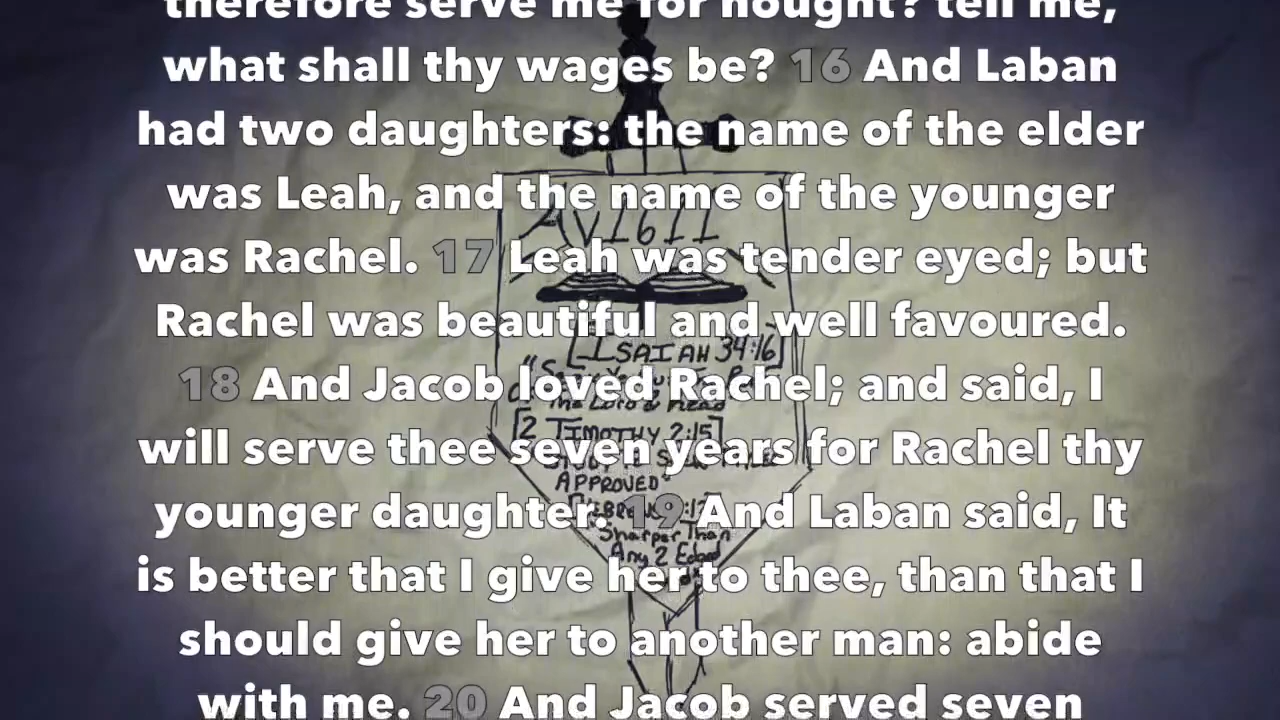 therefore serve me for nought? tell me,
what shall thy wages be? 16 And Laban
had two daughters: the name of the elder
was Leah, and the name of the younger
was Rachel. 17 Leah was tender eyed; but
Rachel was beautiful and well favoured.
18 And Jacob loved Rachel; and said, I
will serve thee seven years for Rachel thy
younger daughter. 19 And Laban said, It
is better that I give her to thee, than that I
should give her to another man: abide
with me. 20 And Jacob served seven
AV1611
[ISAIAH 34:16]
the Lord & Read
[2 TIMOTHY 2:15]
APPROVED"
Sharper Than
Any 2 Edged